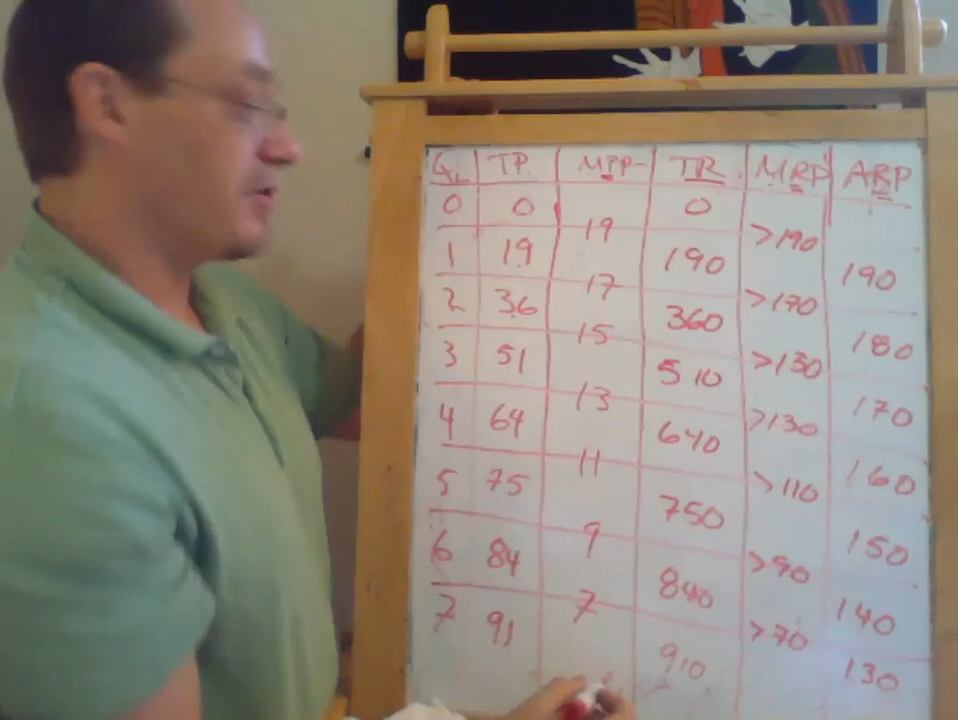 QL TP MPP TR MRP ARP
0 0 0
19 >190
1 19 190 190
17 >170
2 36 360 180
15 >130
3 51 510 170
13 >130
4 64 640 160
11 >110
5 75 750 150
9 >90
6 84 840 140
7 >70
7 91 910 130